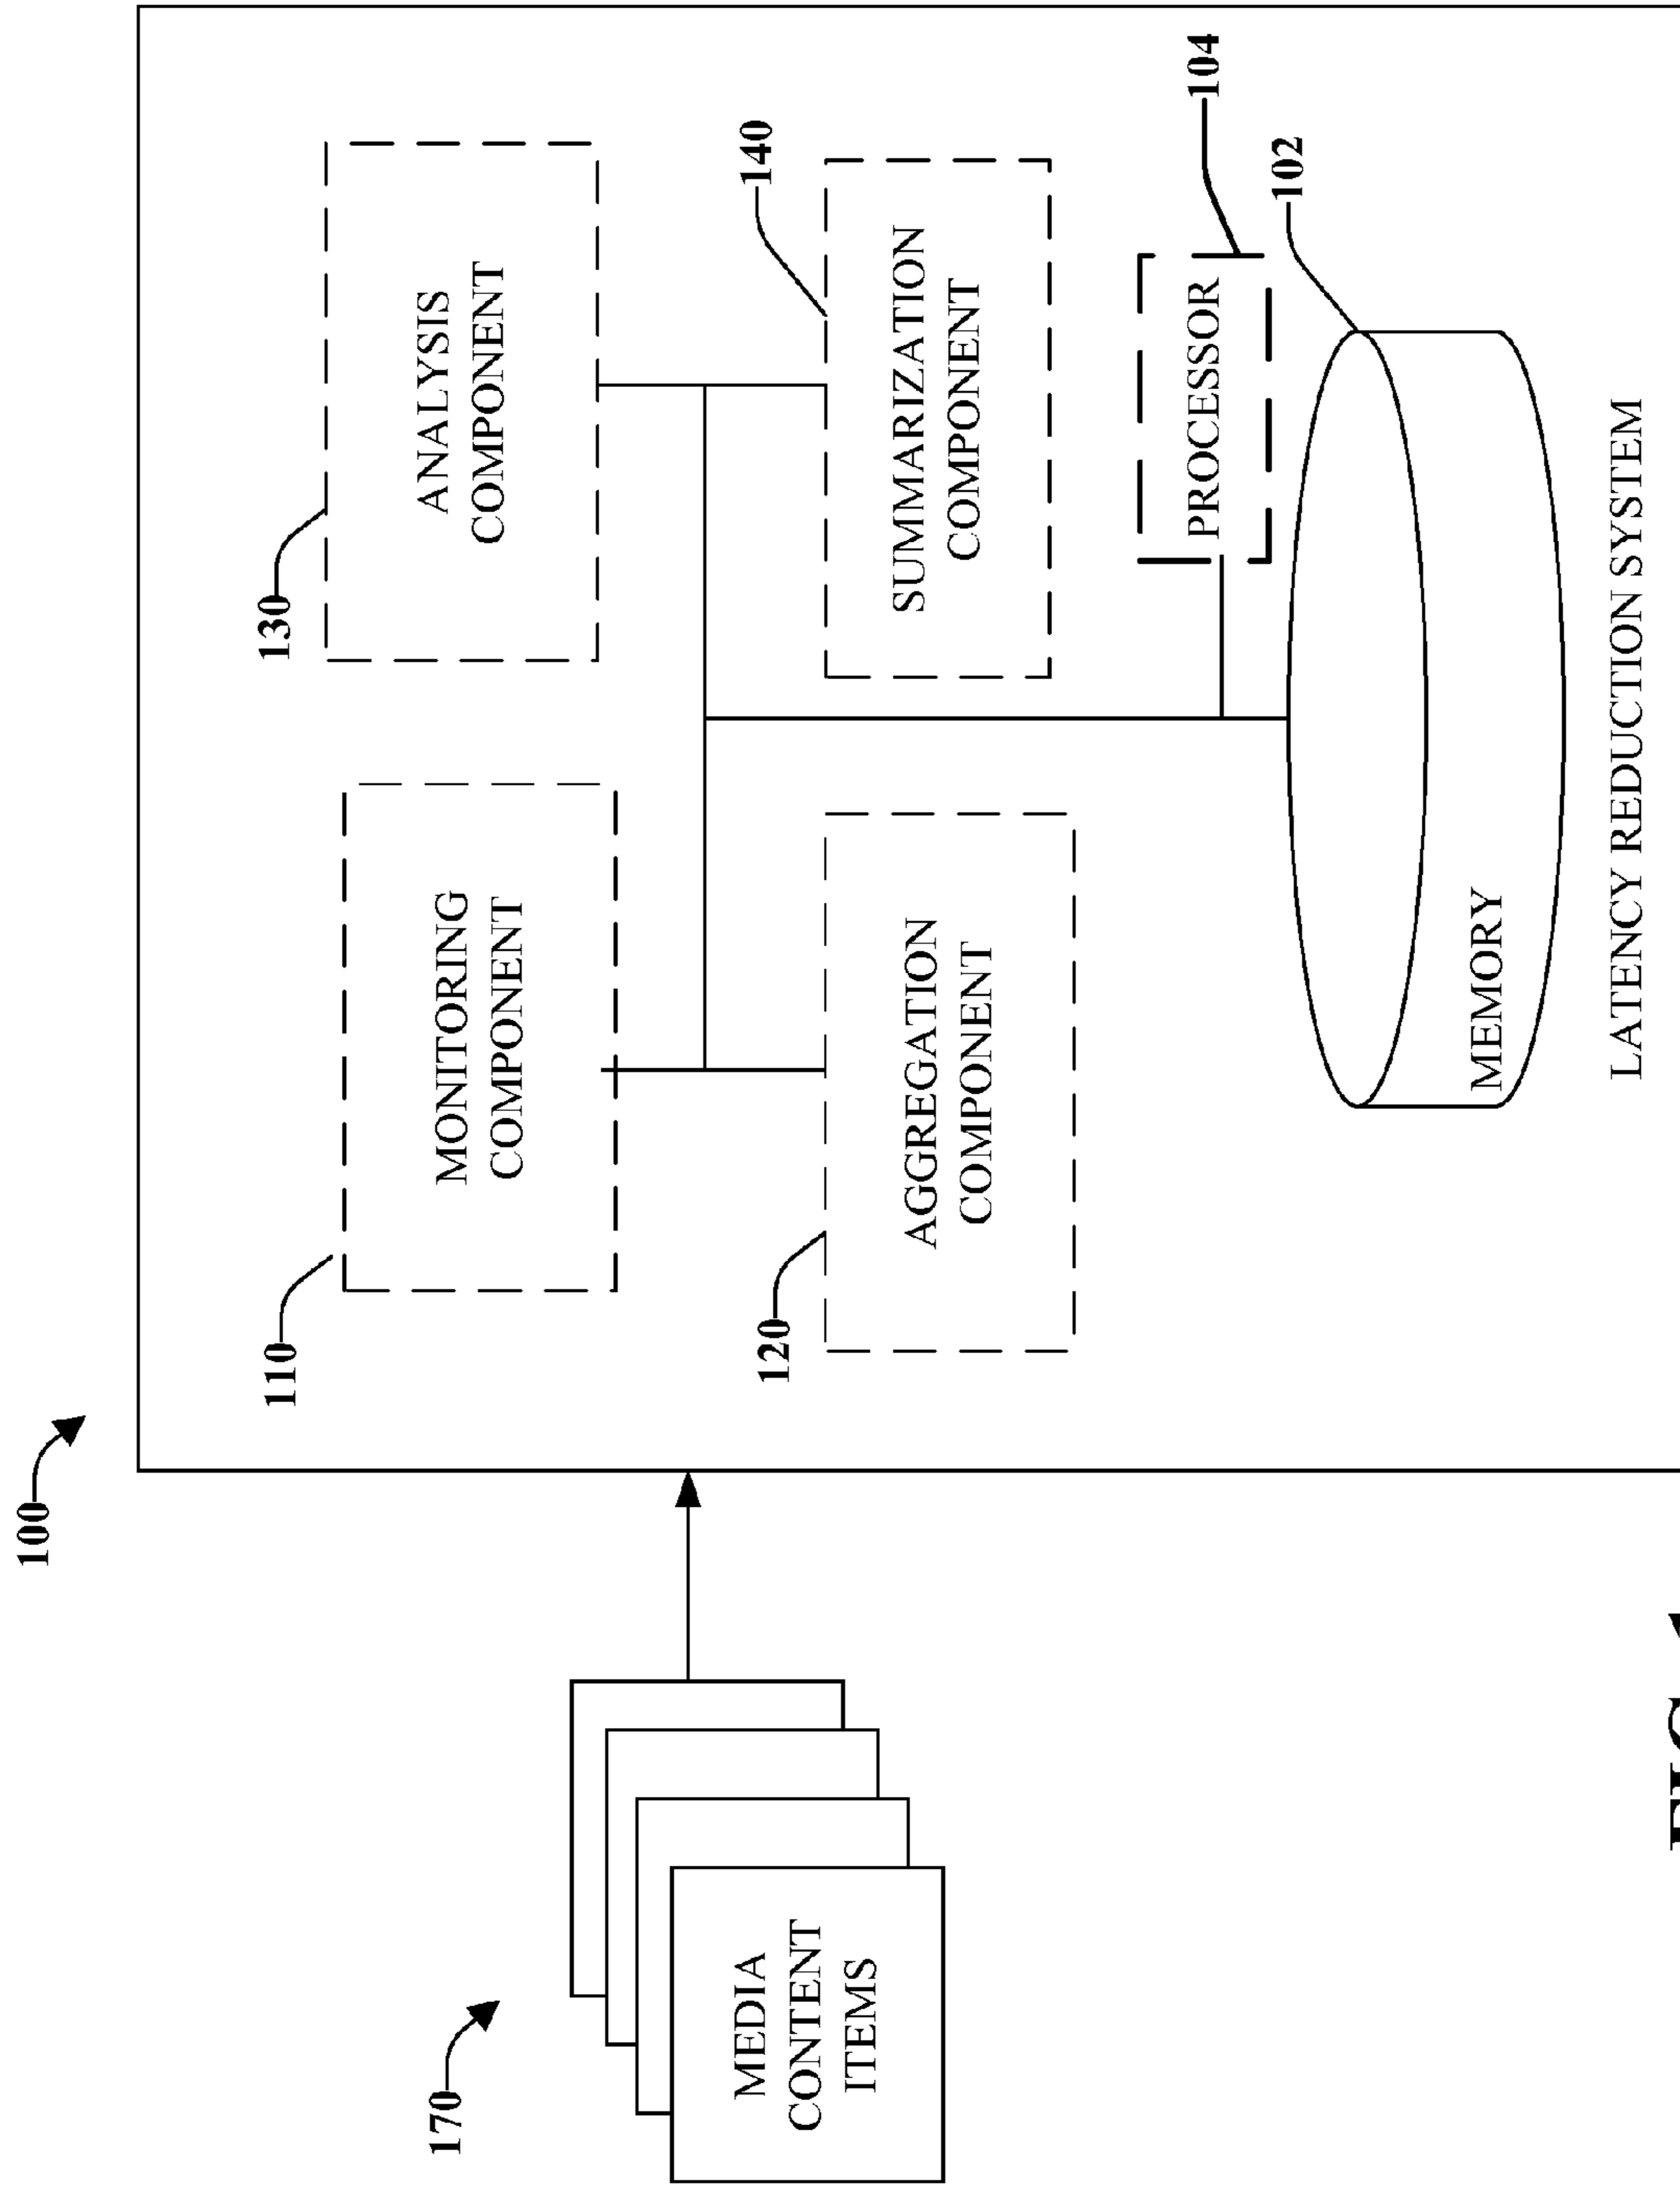 100
110
130
170
MONITORING
COMPONENT
ANALYSIS
COMPONENT
120
140
MEDIA
CONTENT
ITEMS
AGGREGATION
COMPONENT
SUMMARIZATION
COMPONENT
104
PROCESSOR
102
MEMORY
LATENCY REDUCTION SYSTEM